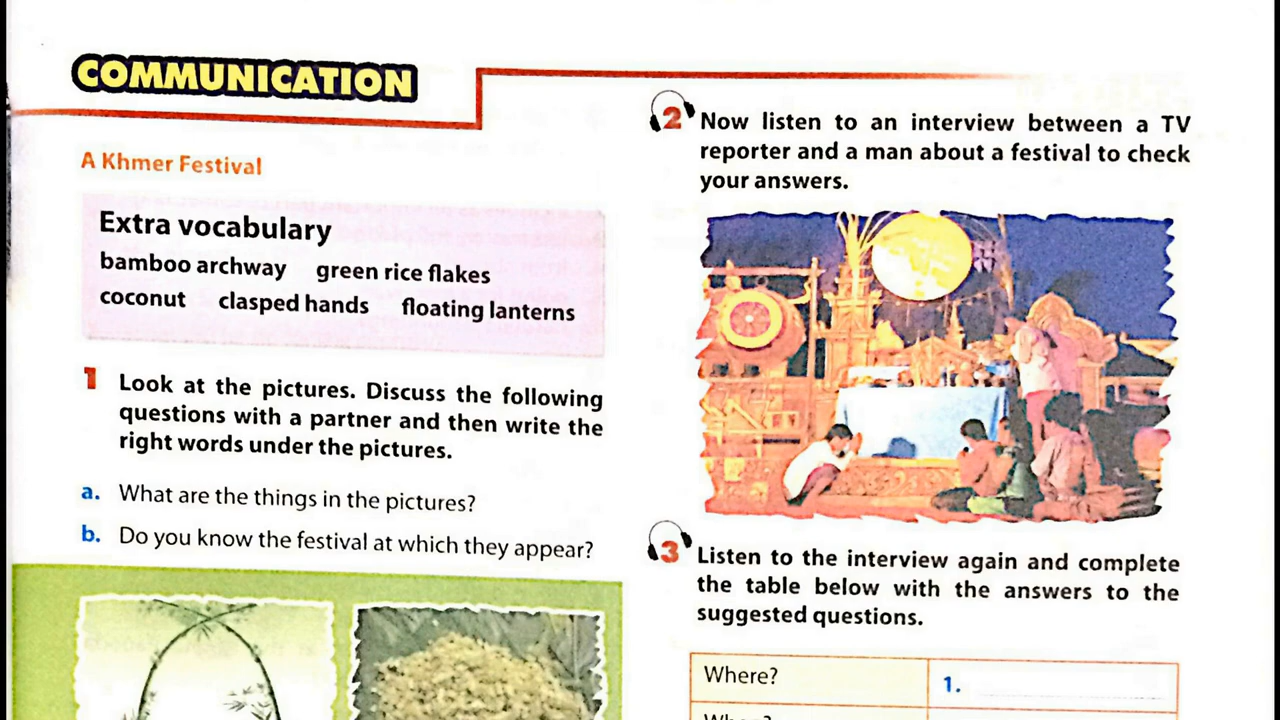 COMMUNICATION
A Khmer Festival
Extra vocabulary
bamboo archway green rice flakes
coconut clasped hands floating lanterns
1 Look at the pictures. Discuss the following
questions with a partner and then write the
right words under the pictures.
a. What are the things in the pictures?
b. Do you know the festival at which they appear?
2 Now listen to an interview between a TV
reporter and a man about a festival to check
your answers.
3 Listen to the interview again and complete
the table below with the answers to the
suggested questions.
Where? 1.